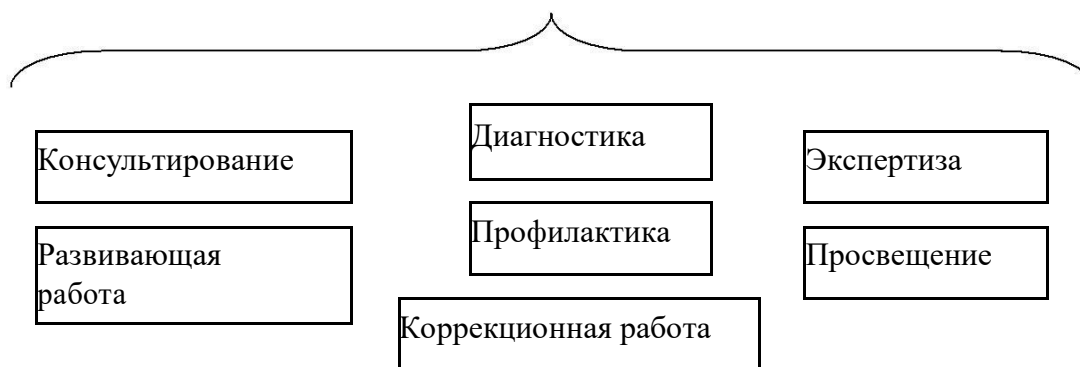 Консультирование
Диагностика
Экспертиза
Развивающая
работа
Профилактика
Просвещение
Коррекционная работа